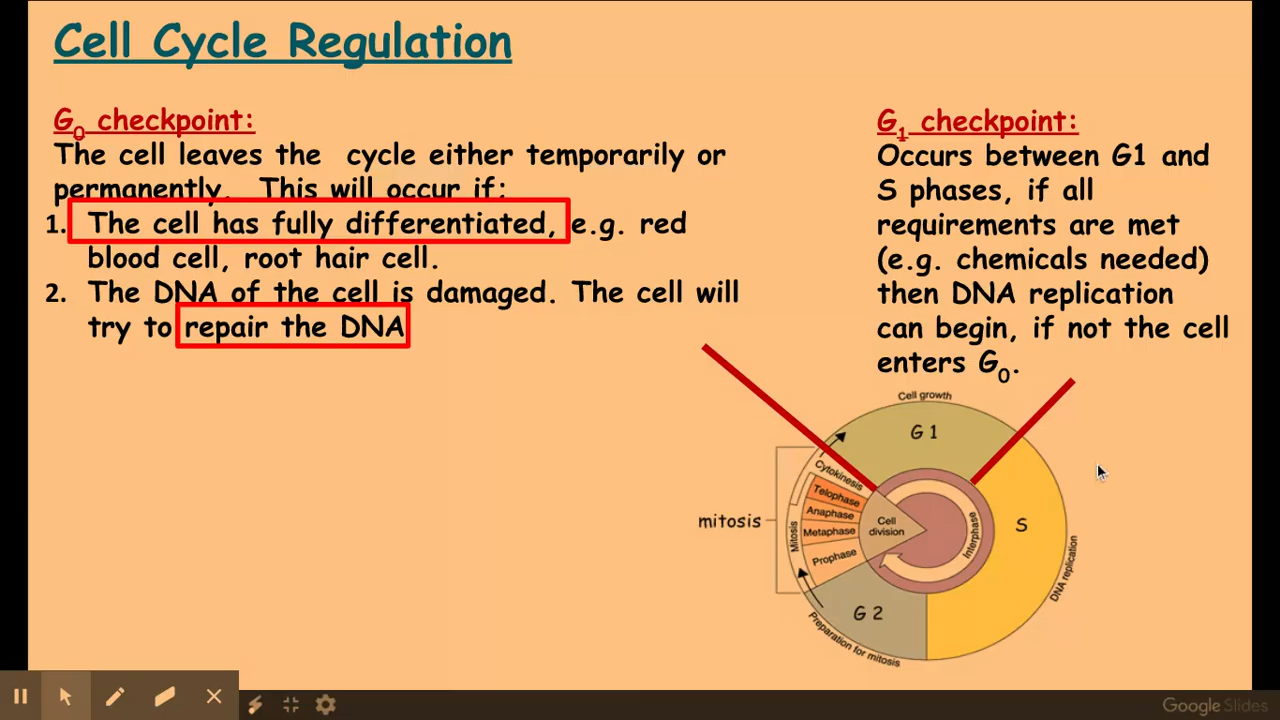 Cell Cycle Regulation
G0 checkpoint:
The cell leaves the cycle either temporarily or
permanently. This will occur if:
1. The cell has fully differentiated, e.g. red
blood cell, root hair cell.
2. The DNA of the cell is damaged. The cell will
try to repair the DNA
G1 checkpoint:
Occurs between G1 and
S phases, if all
requirements are met
(e.g. chemicals needed)
then DNA replication
can begin, if not the cell
enters G0.
Cell growth
G 1
Cytokinesis
Telophase
Anaphase
Metaphase
Prophase
Mitosis
mitosis
Cell
division
Interphase
S
DNA replication
G 2
Preparation for mitosis
Google Slides